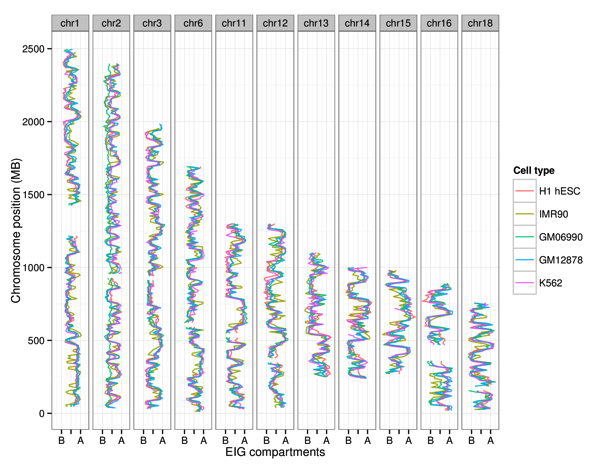 chr1 chr2 chr3 chr6 chr11 chr12 chr13 chr14 chr15 chr16 chr18
2500
2000
1500
1000
500
0
Chromosome position (MB)
B A B A B A B A B A B A B A B A B A B A B A
EIG compartments
Cell type
H1 hESC
IMR90
GM06990
GM12878
K562